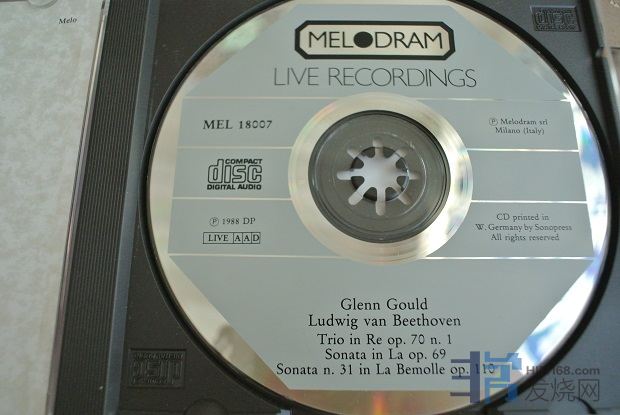 Melo
MELODRAM
LIVE RECORDINGS
MEL 18007
℗ Melodram srl
Milano (Italy)
COMPACT
disc
DIGITAL AUDIO
℗ 1988 DP
LIVE AAD
CD printed in
W. Germany by Sonopress
All rights reserved
Glenn Gould
Ludwig van Beethoven
Trio in Re op. 70 n. 1
Sonata in La op. 69
Sonata n. 31 in La Bemolle op. 110
COMPACT
disc
发烧网